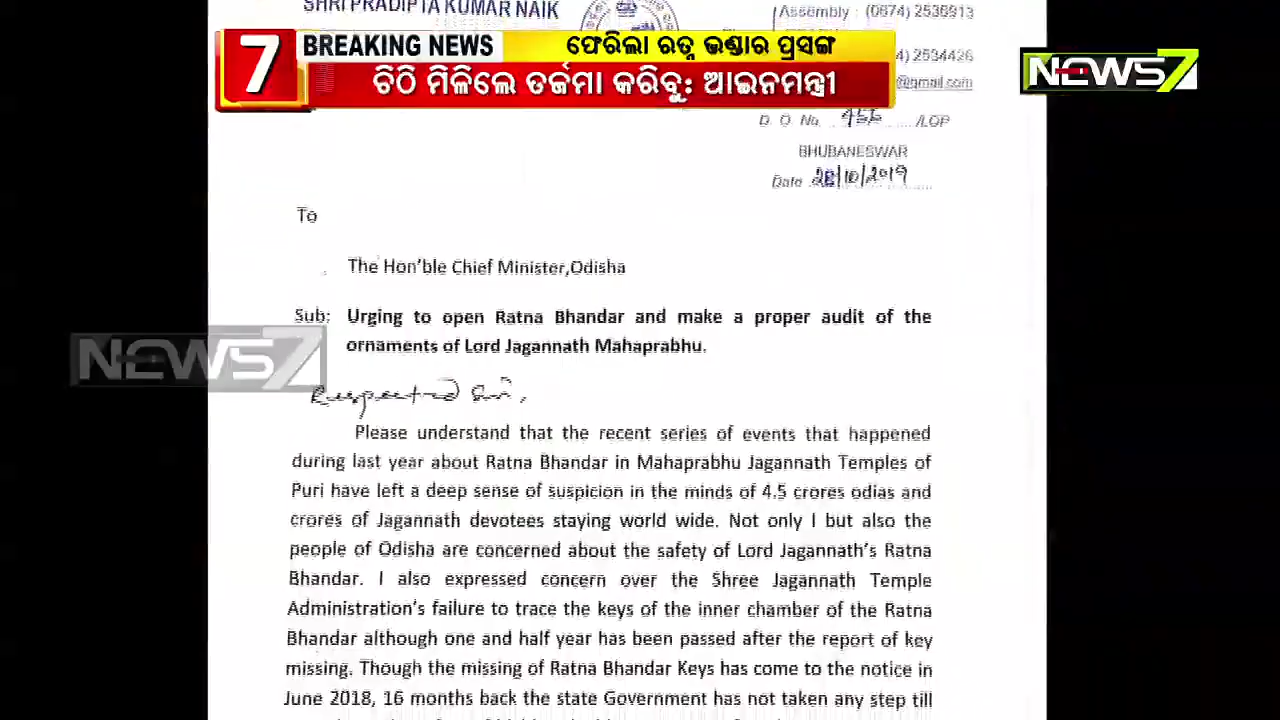 SHRI PRADIPTA KUMAR NAIK
Assembly : (0674) 2536913
7 BREAKING NEWS ଫେରିଲା ରତ୍ନ ଭଣ୍ଡାର ପ୍ରସଙ୍ଗ
ଚିଠି ମିଳିଲେ ତର୍ଜମା କରିବୁ: ଆଇନମନ୍ତ୍ରୀ
4) 2534426
@gmail.com
NEWS7
D. O. No. 455 /LOP
BHUBANESWAR
Date 28/10/2019
To
The Hon'ble Chief Minister,Odisha
Sub: Urging to open Ratna Bhandar and make a proper audit of the
ornaments of Lord Jagannath Mahaprabhu.
NEWS7
Respected Sir,
Please understand that the recent series of events that happened
during last year about Ratna Bhandar in Mahaprabhu Jagannath Temples of
Puri have left a deep sense of suspicion in the minds of 4.5 crores odias and
crores of Jagannath devotees staying world wide. Not only I but also the
people of Odisha are concerned about the safety of Lord Jagannath's Ratna
Bhandar. I also expressed concern over the Shree Jagannath Temple
Administration's failure to trace the keys of the inner chamber of the Ratna
Bhandar although one and half year has been passed after the report of key
missing. Though the missing of Ratna Bhandar Keys has come to the notice in
June 2018, 16 months back the state Government has not taken any step till